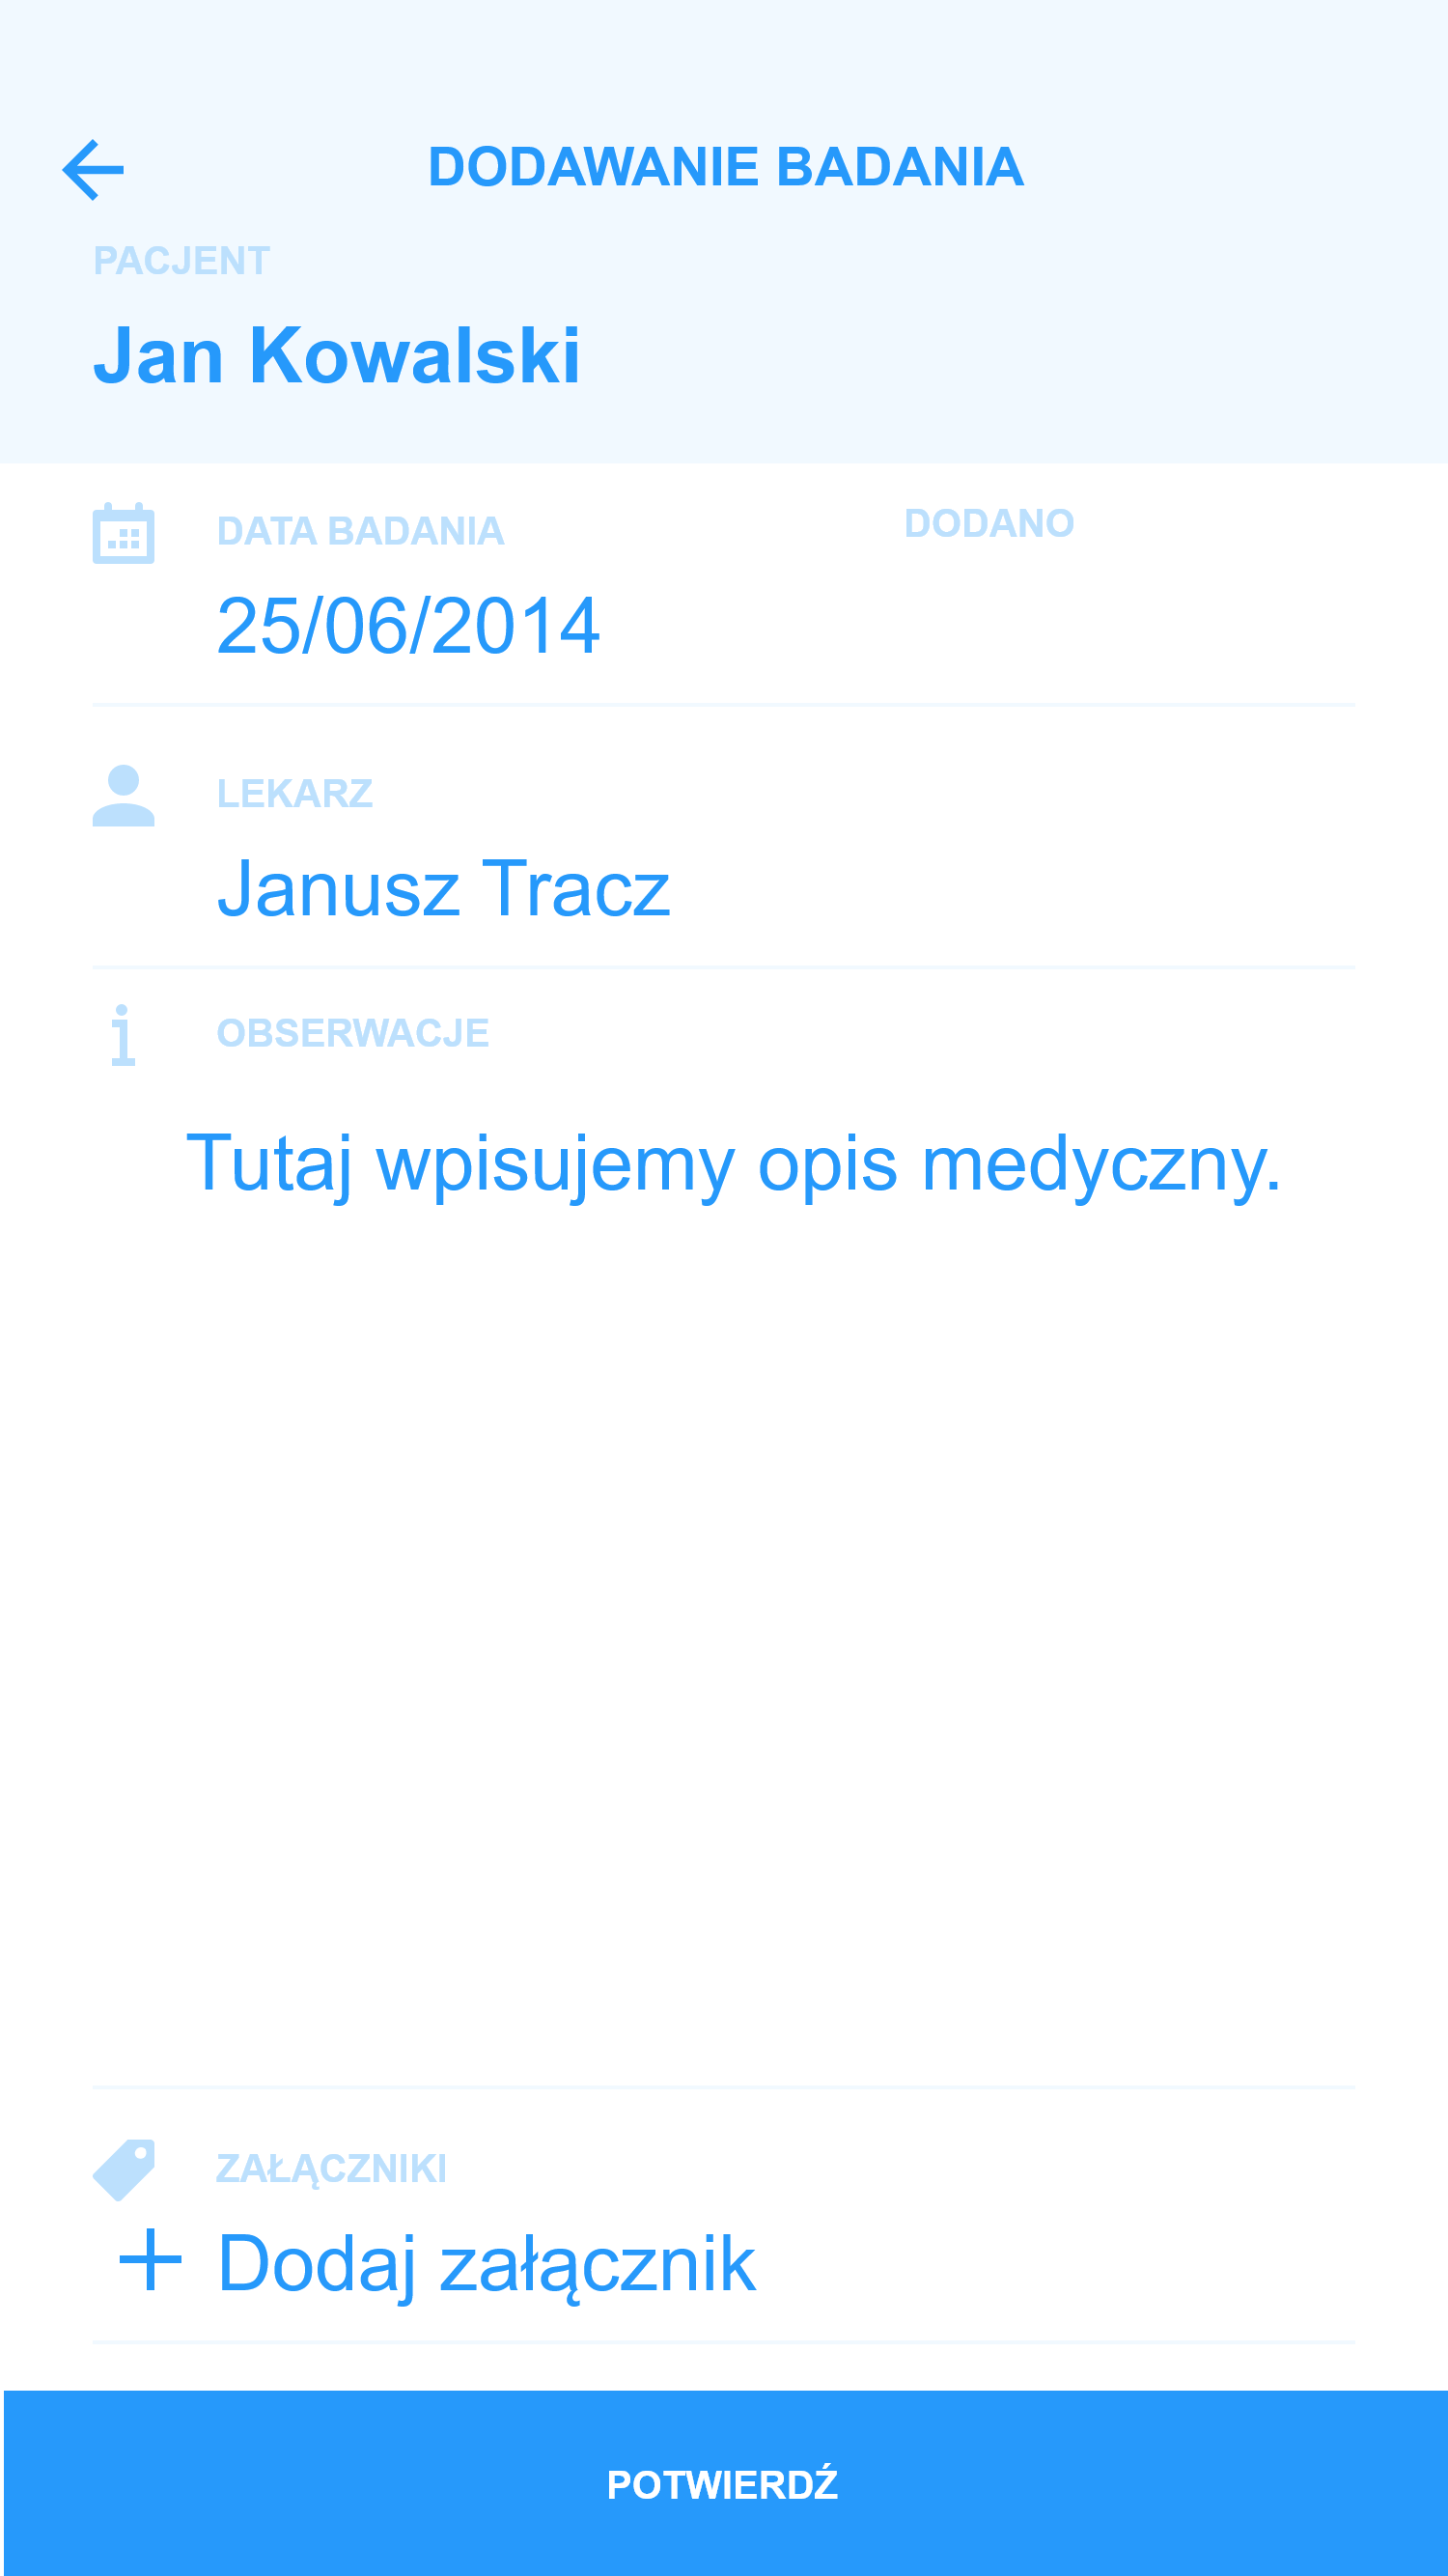 DODAWANIE BADANIA
PACJENT
Jan Kowalski
DATA BADANIA
DODANO
25/06/2014
LEKARZ
Janusz Tracz
OBSERWACJE
Tutaj wpisujemy opis medyczny.
ZAŁĄCZNIKI
Dodaj załącznik
POTWIERDŹ